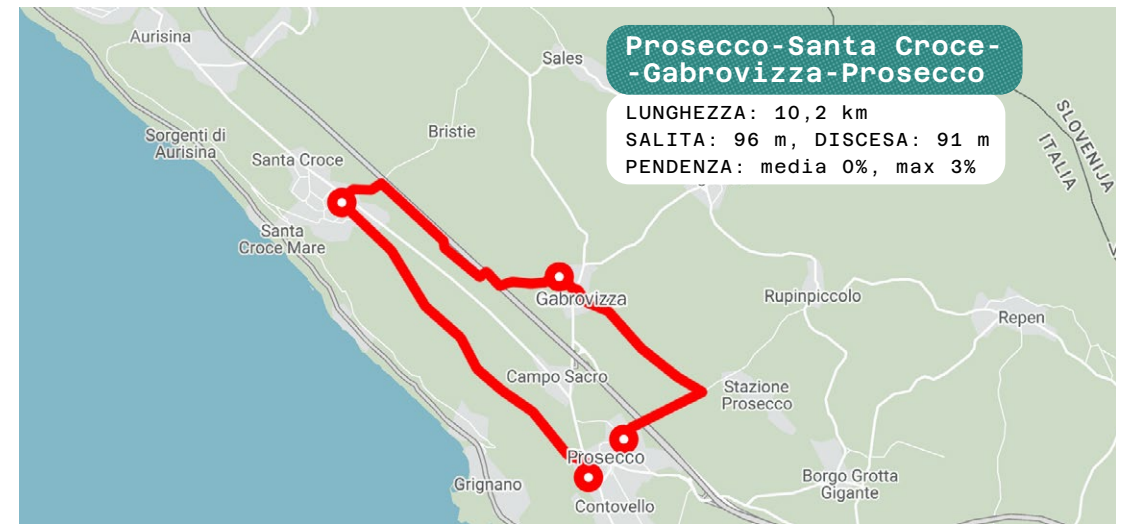 Aurisina
Sales
Prosecco-Santa Croce-
-Gabrovizza-Prosecco
LUNGHEZZA: 10,2 km
SALITA: 96 m, DISCESA: 91 m
PENDENZA: media 0%, max 3%
SLOVENIJA
ITALIA
Sorgenti di
Aurisina
Bristie
Santa Croce
Santa
Croce Mare
Gabrovizza
Rupinpiccolo
Repen
Campo Sacro
Stazione
Prosecco
Prosecco
Borgo Grotta
Gigante
Grignano
Contovello